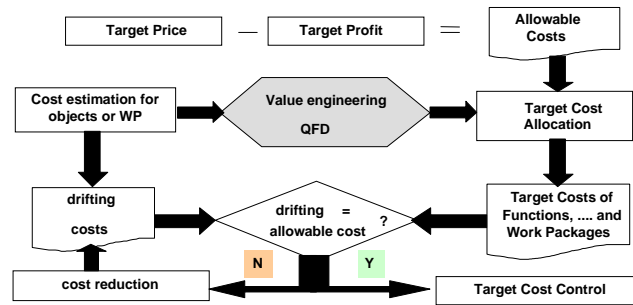 Target Price — Target Profit = Allowable
Costs
Cost estimation for
objects or WP
Value engineering
QFD
Target Cost
Allocation
drifting
costs
drifting =
allowable cost ?
Target Costs of
Functions, .... and
Work Packages
N
Y
cost reduction
Target Cost Control